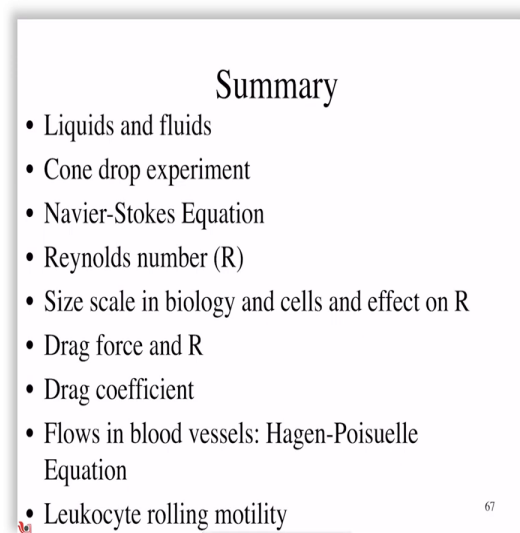 Summary
• Liquids and fluids
• Cone drop experiment
• Navier-Stokes Equation
• Reynolds number (R)
• Size scale in biology and cells and effect on R
• Drag force and R
• Drag coefficient
• Flows in blood vessels: Hagen-Poisuelle
Equation
• Leukocyte rolling motility
67